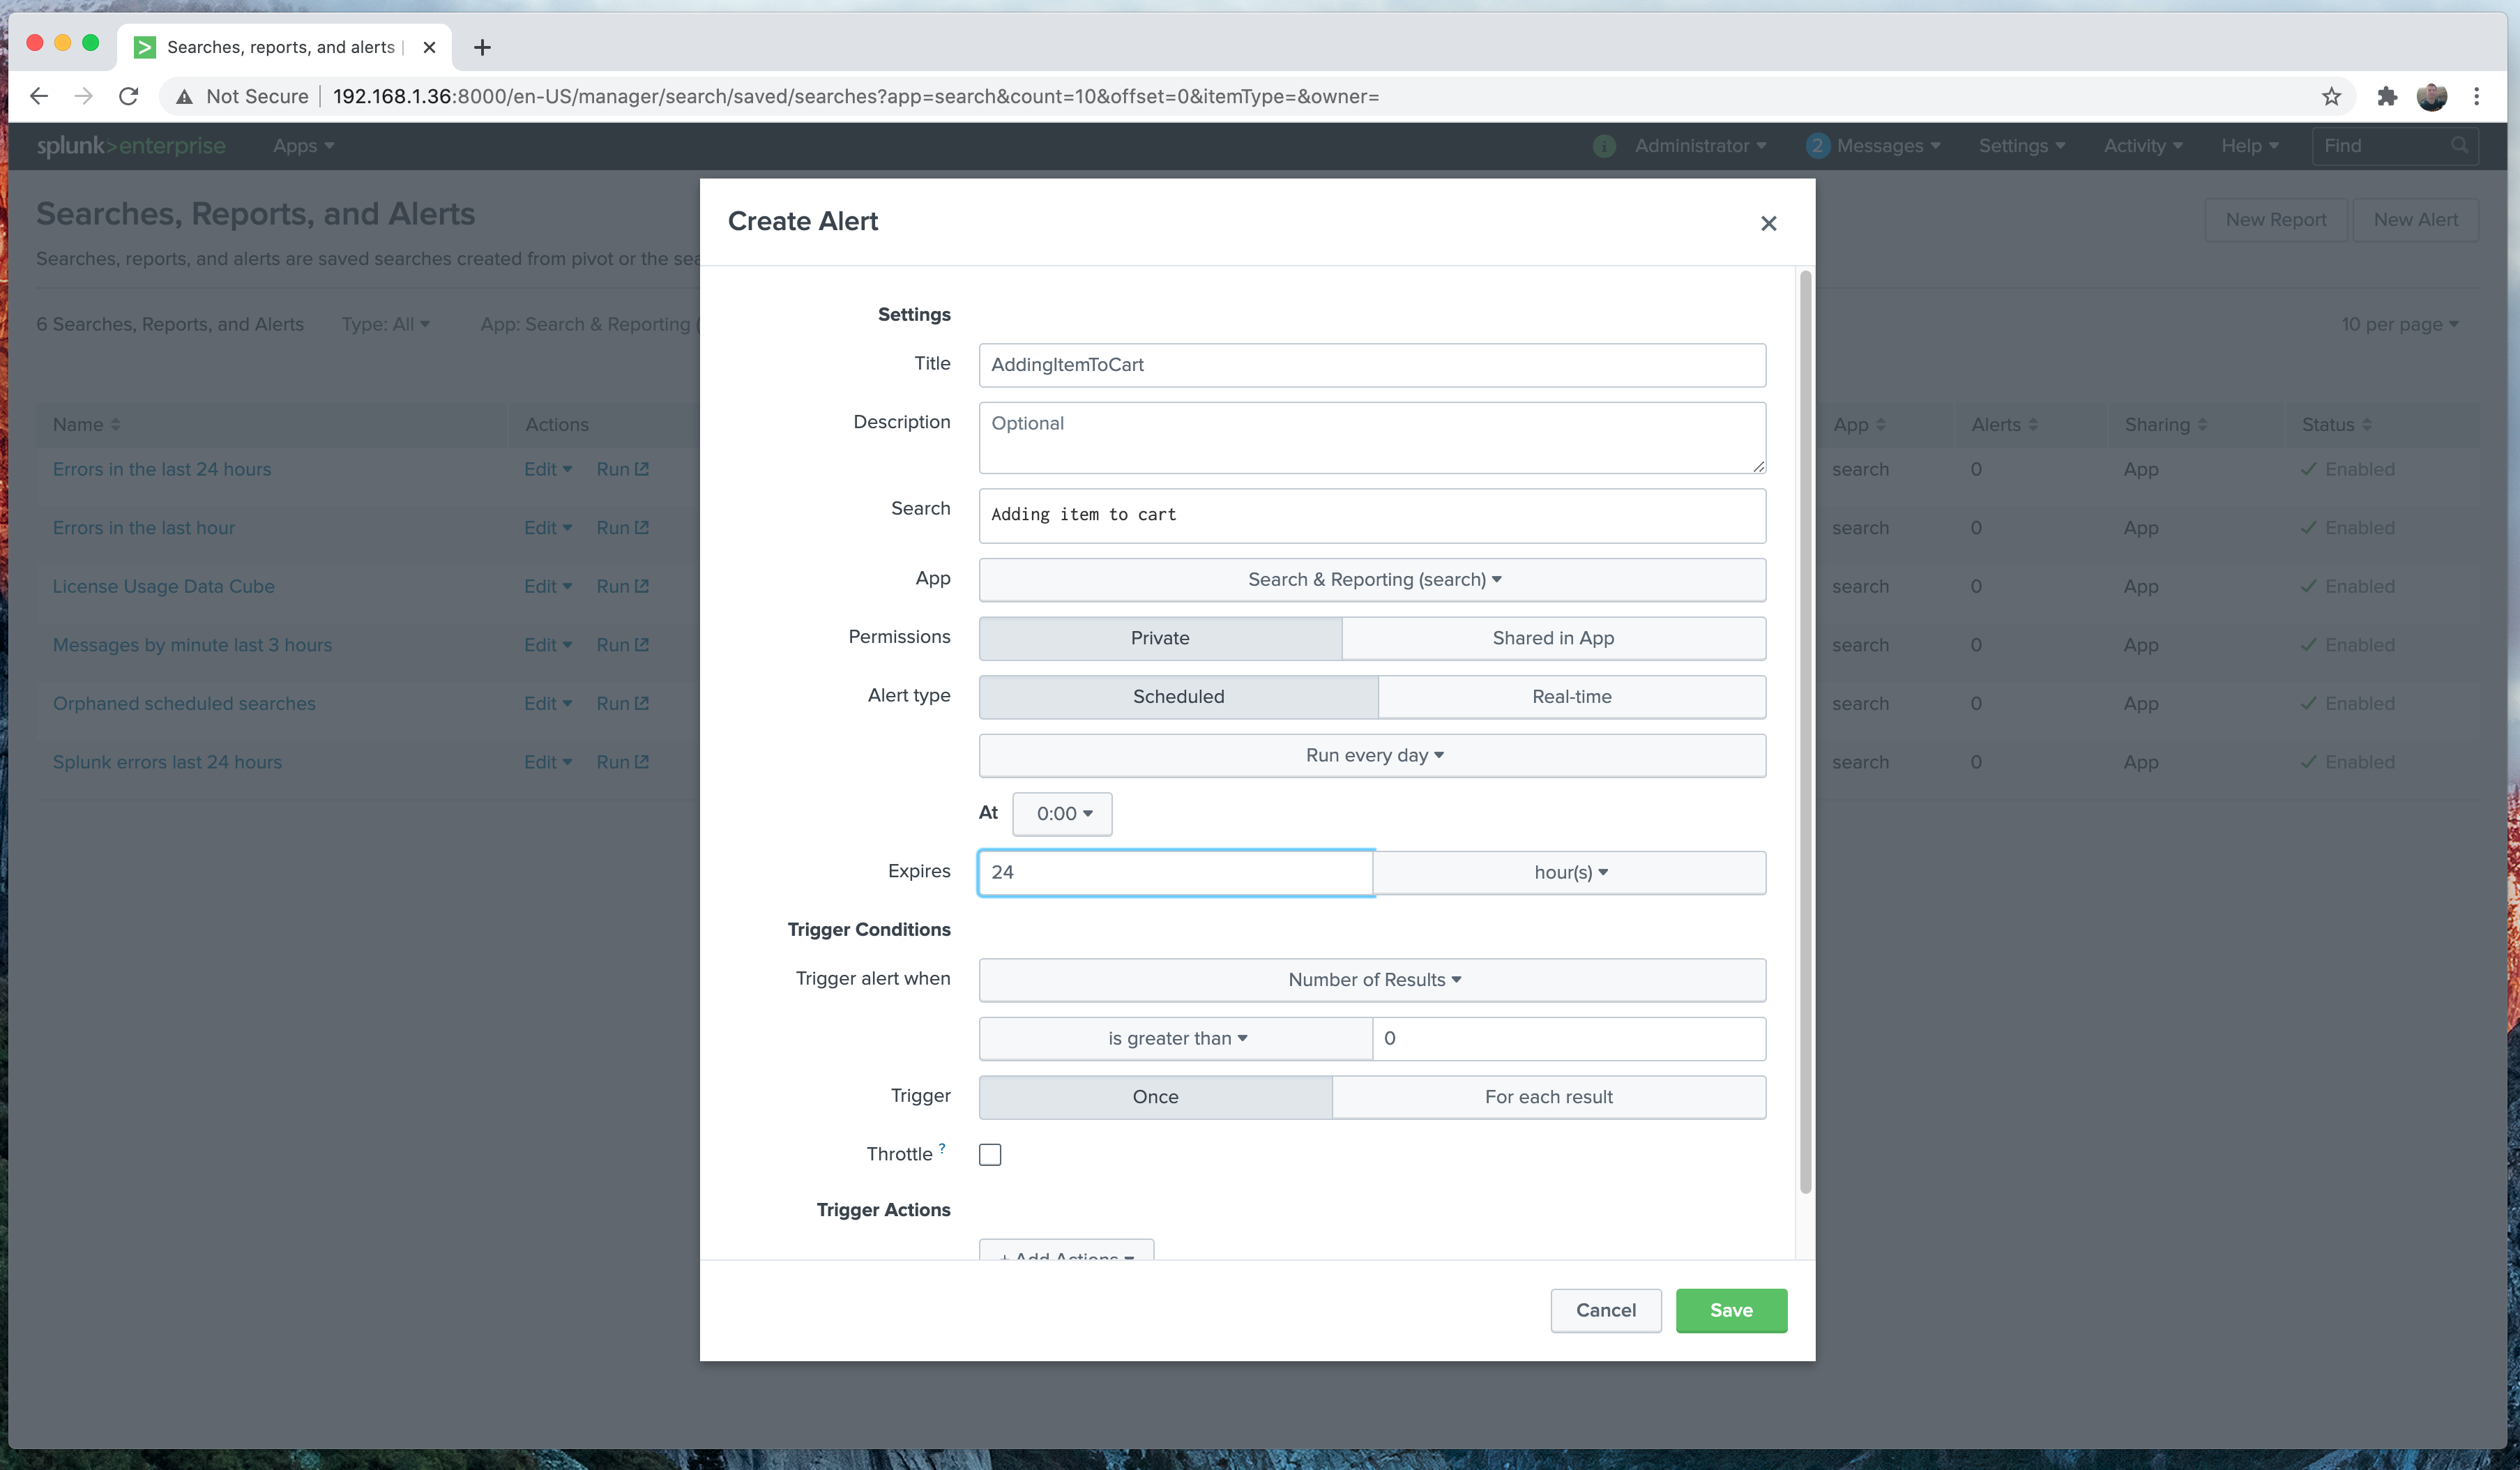 Searches, reports, and alerts |
Not Secure | 192.168.1.36:8000/en-US/manager/search/saved/searches?app=search&count=10&offset=0&itemType=&owner=
splunk>enterprise Apps i Administrator 2 Messages Settings Activity Help Find
Searches, Reports, and Alerts
New Report New Alert
Searches, reports, and alerts are saved searches created from pivot or the sea
6 Searches, Reports, and Alerts Type: All App: Search & Reporting ( 10 per page
Name Actions App Alerts Sharing Status
Errors in the last 24 hours Edit Run search 0 App Enabled
Errors in the last hour Edit Run search 0 App Enabled
License Usage Data Cube Edit Run search 0 App Enabled
Messages by minute last 3 hours Edit Run search 0 App Enabled
Orphaned scheduled searches Edit Run search 0 App Enabled
Splunk errors last 24 hours Edit Run search 0 App Enabled
Create Alert
Settings
Title AddingItemToCart
Description Optional
Search Adding item to cart
App Search & Reporting (search)
Permissions Private Shared in App
Alert type Scheduled Real-time
Run every day
At 0:00
Expires 24 hour(s)
Trigger Conditions
Trigger alert when Number of Results
is greater than 0
Trigger Once For each result
Throttle ?
Trigger Actions
+ Add Actions
Cancel Save